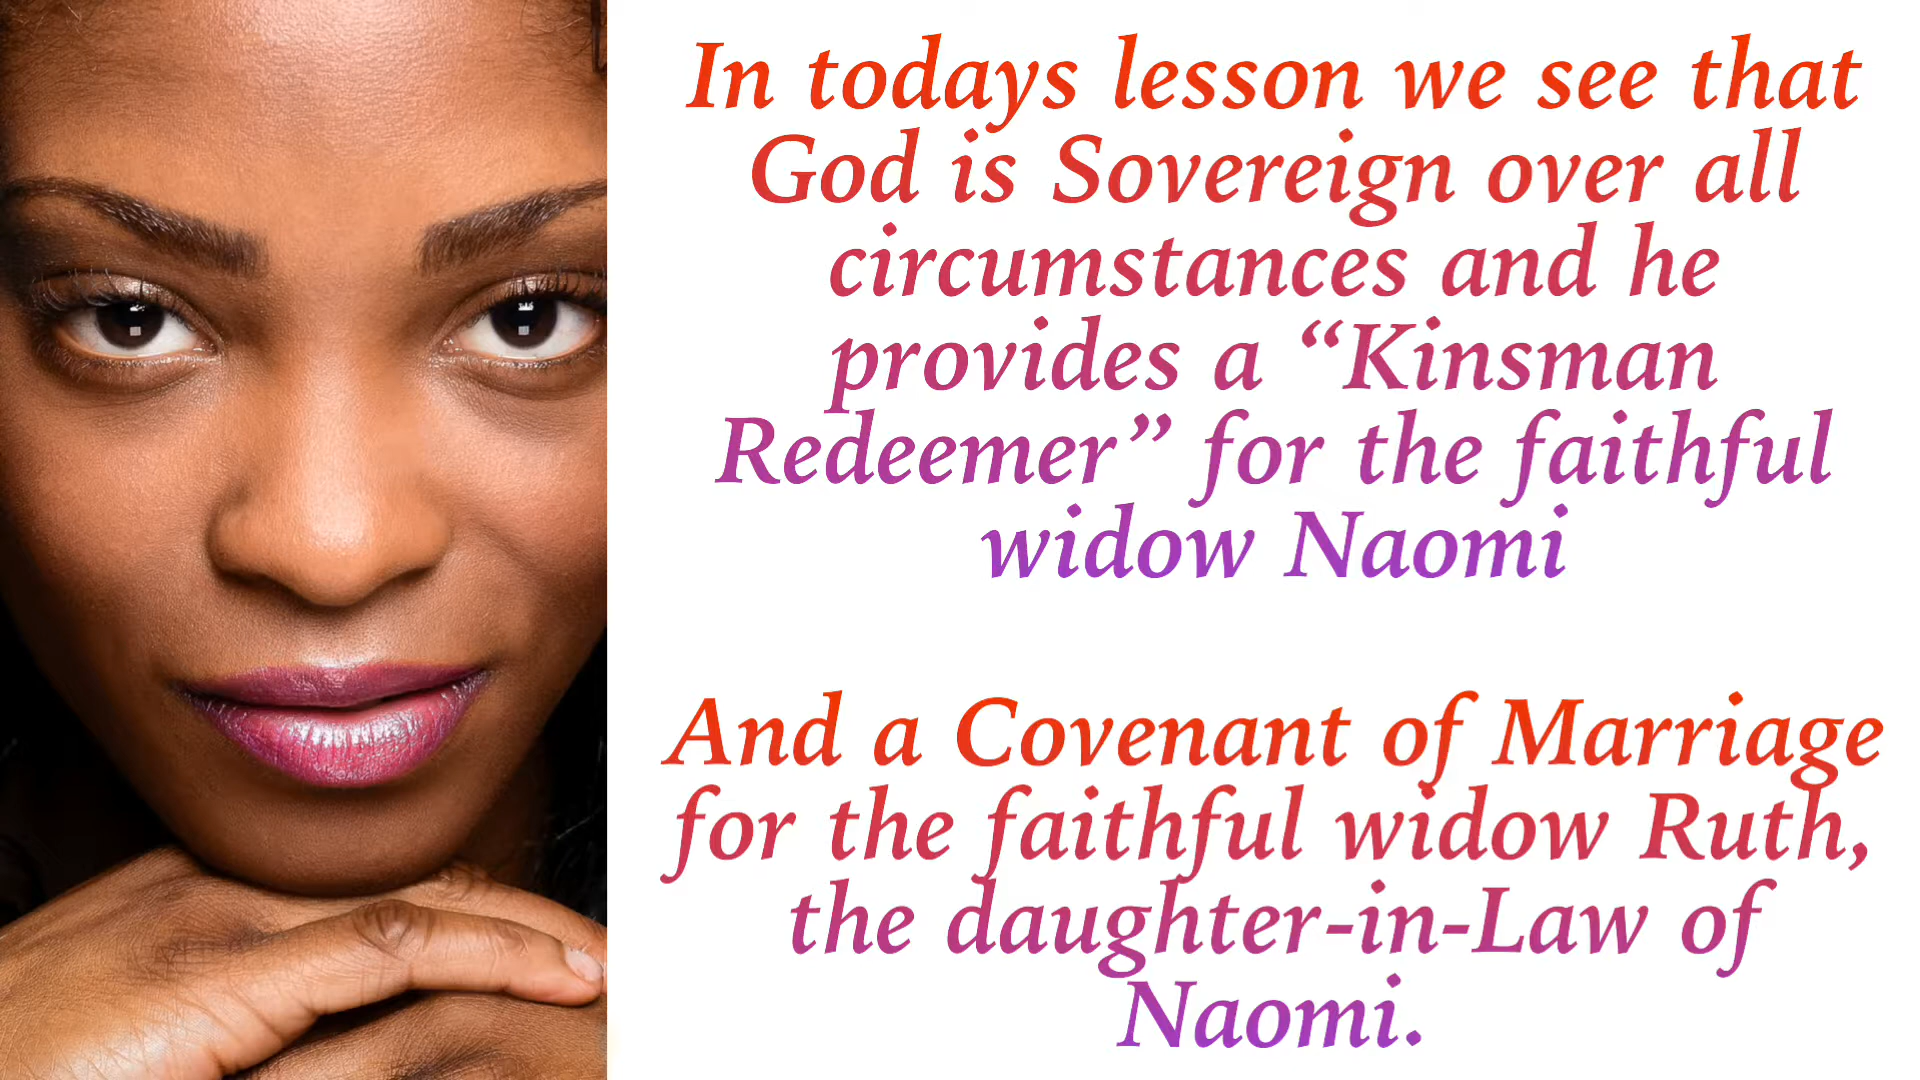 In todays lesson we see that
God is Sovereign over all
circumstances and he
provides a “Kinsman
Redeemer” for the faithful
widow Naomi
And a Covenant of Marriage
for the faithful widow Ruth,
the daughter-in-Law of
Naomi.